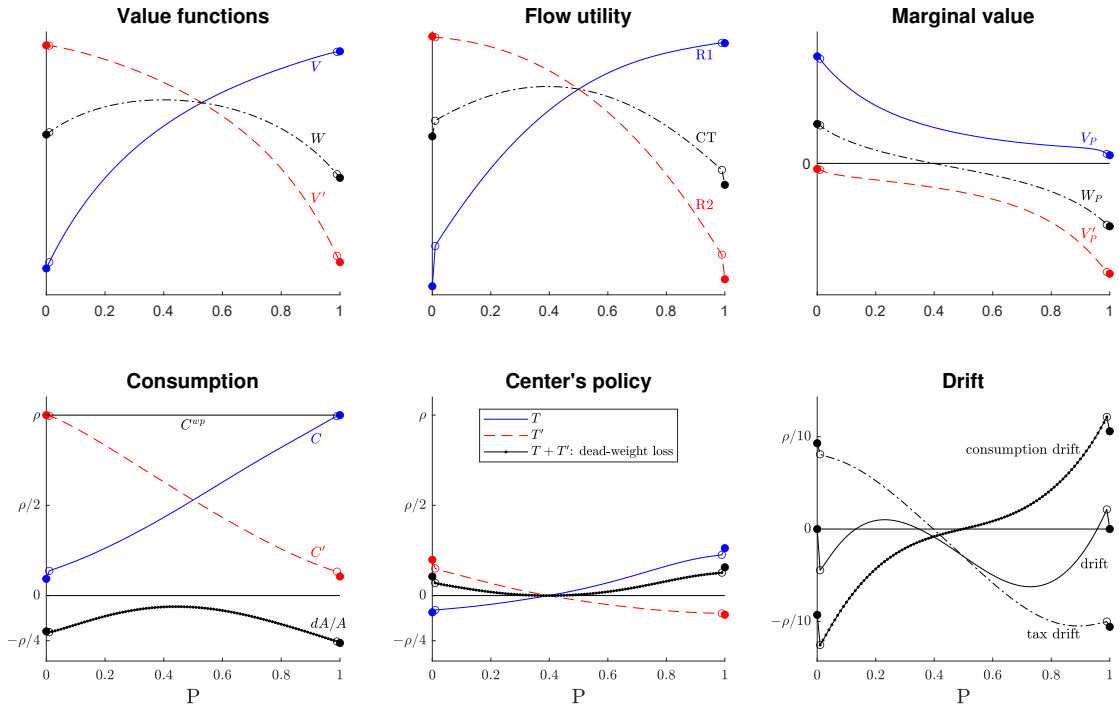 Value functions
V
W
V′
0 0.2 0.4 0.6 0.8 1
Flow utility
R1
CT
R2
0 0.2 0.4 0.6 0.8 1
Marginal value
0
V_P
W_P
V′_P
0 0.2 0.4 0.6 0.8 1
Consumption
ρ
C^{wp}
C
ρ/2
C′
0
dA/A
−ρ/4
0 0.2 0.4 0.6 0.8 1
P
Center's policy
ρ
T
T′
T + T′: dead-weight loss
ρ/2
0
−ρ/4
0 0.2 0.4 0.6 0.8 1
P
Drift
ρ/10
consumption drift
0
drift
−ρ/10
tax drift
0 0.2 0.4 0.6 0.8 1
P